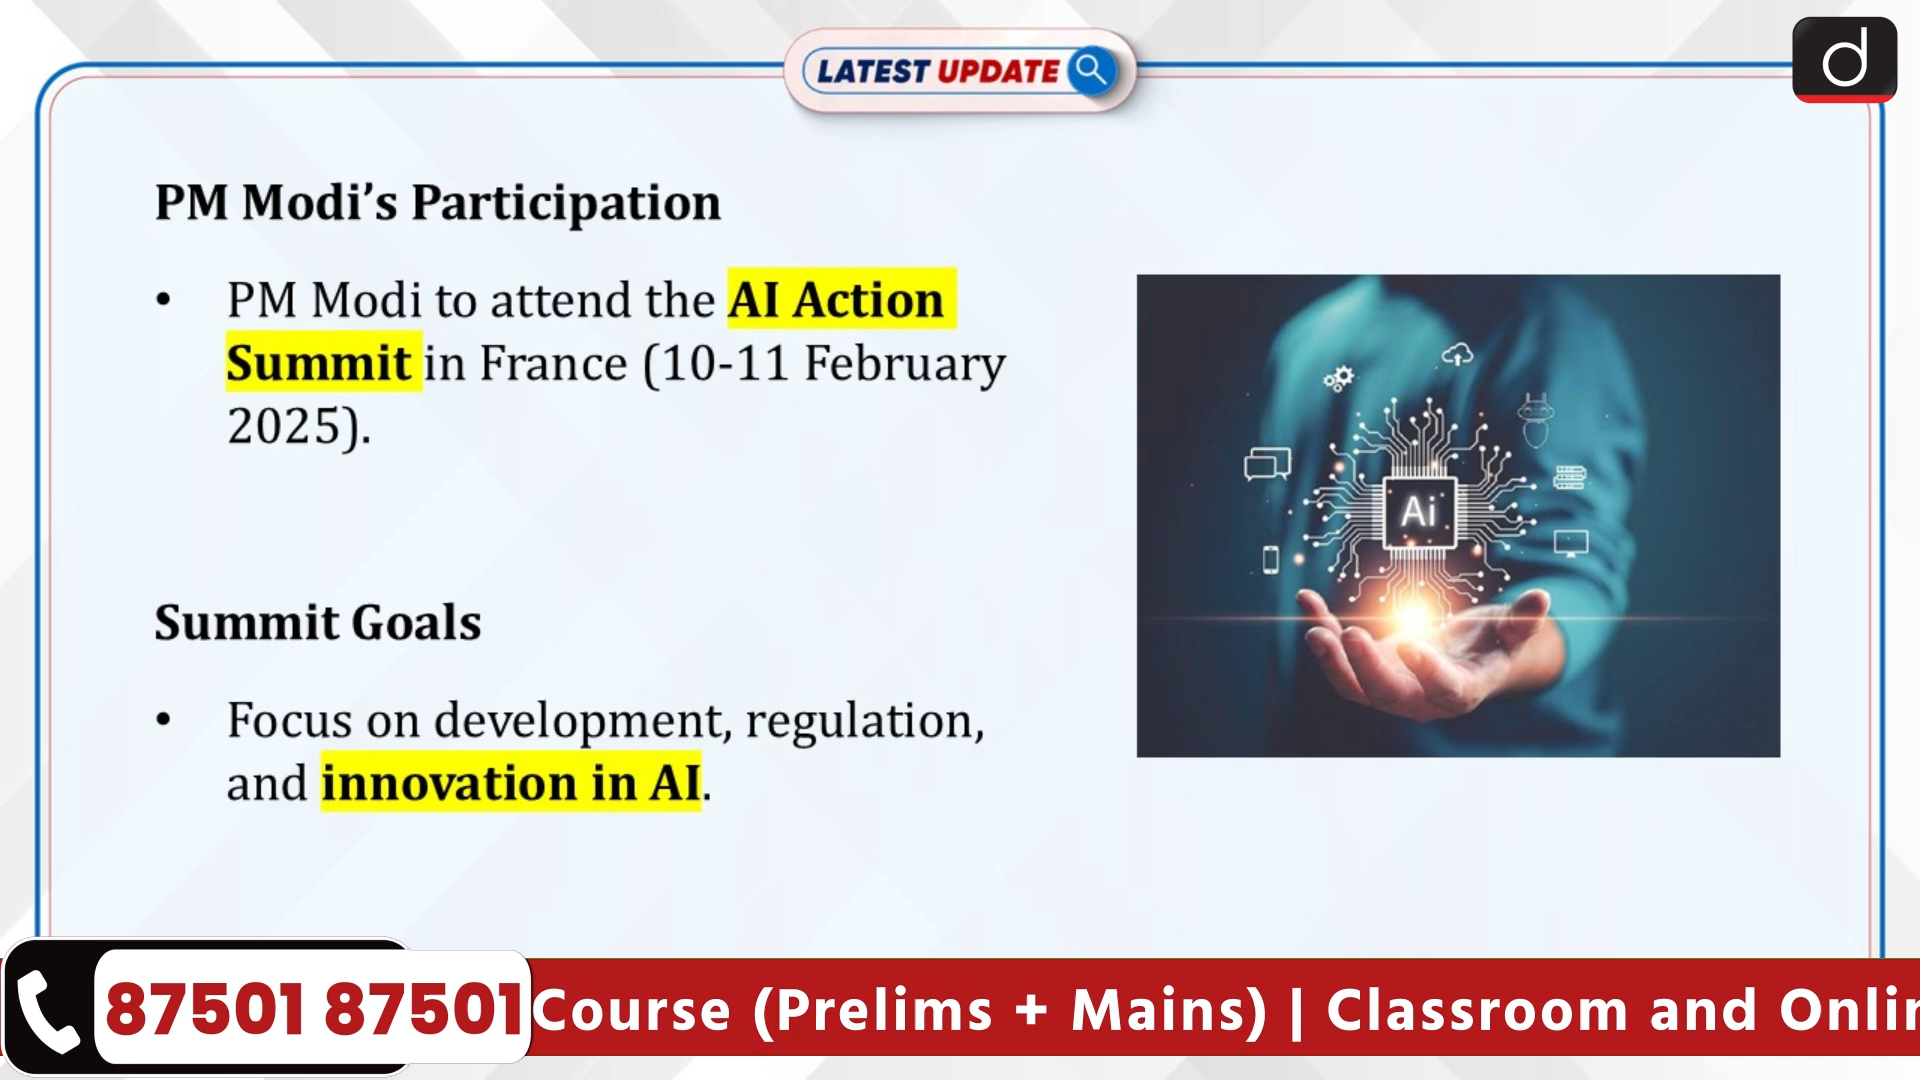 LATEST UPDATE
d
PM Modi’s Participation
• PM Modi to attend the AI Action
Summit in France (10-11 February
2025).
Ai
Summit Goals
• Focus on development, regulation,
and innovation in AI.
87501 87501
Course (Prelims + Mains) | Classroom and Onlin